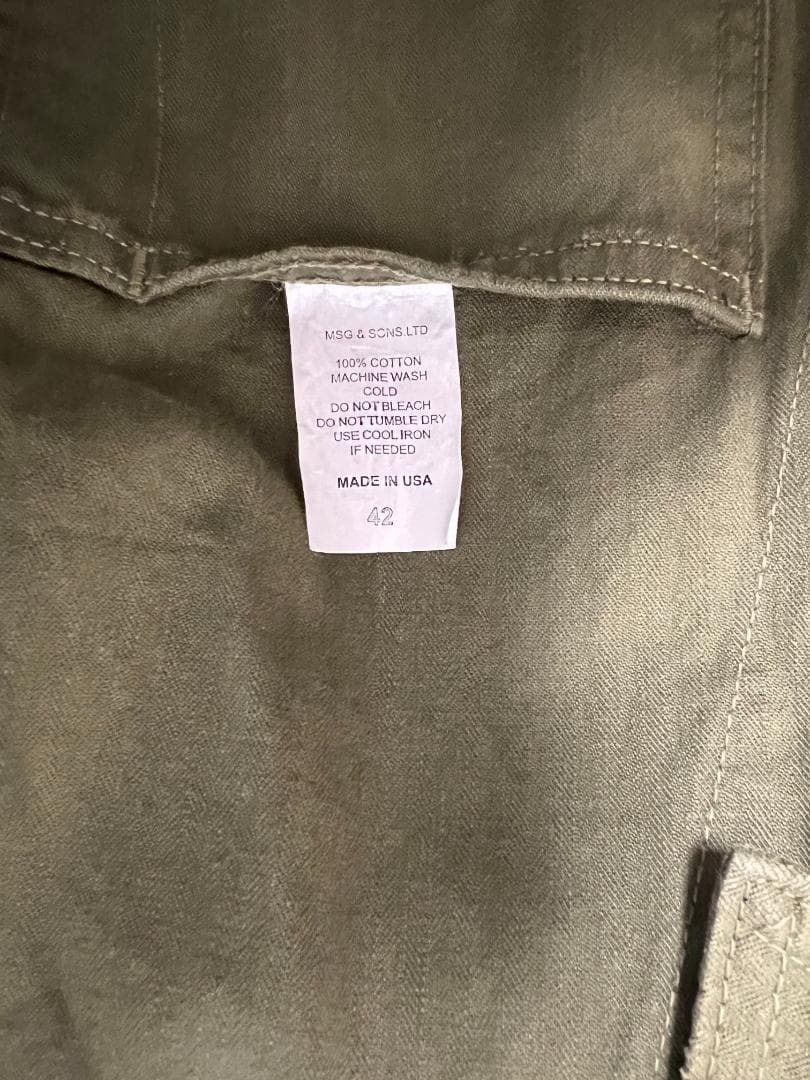 MSG & SONS.LTD
100% COTTON
MACHINE WASH
COLD
DO NOT BLEACH
DO NOT TUMBLE DRY
USE COOL IRON
IF NEEDED
MADE IN USA
42